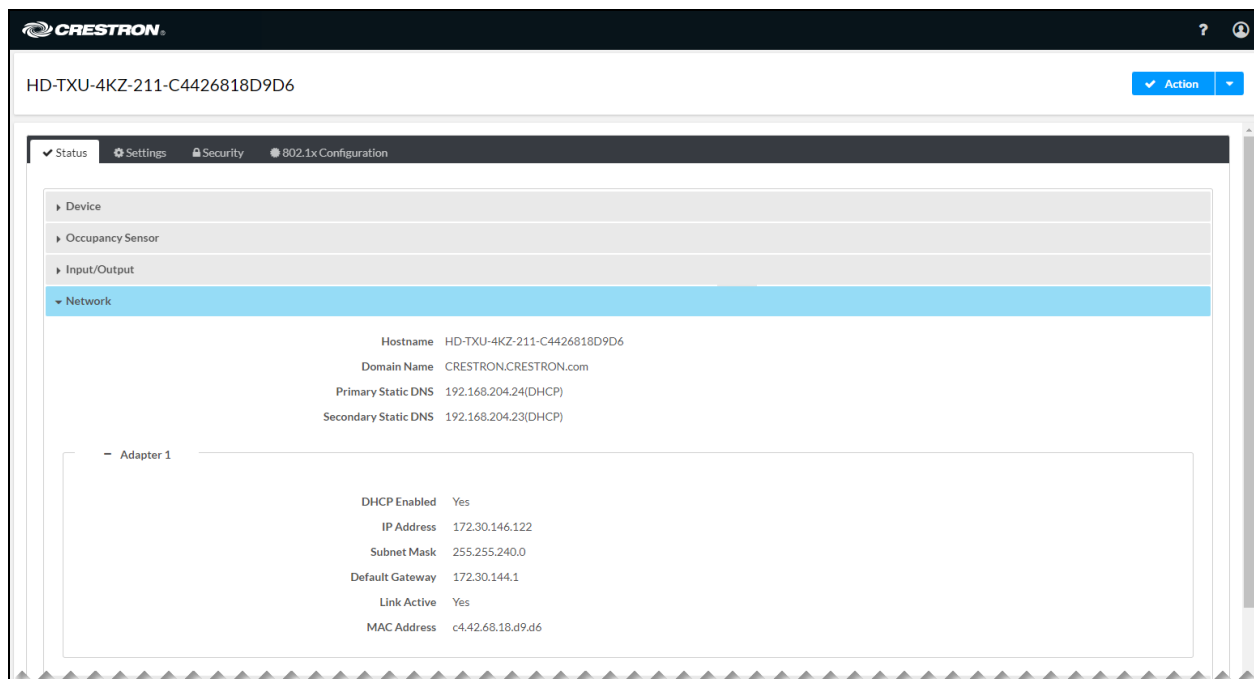 CRESTRON®
?
HD-TXU-4KZ-211-C4426818D9D6
Action
Status Settings Security 802.1x Configuration
Device
Occupancy Sensor
Input/Output
Network
Hostname HD-TXU-4KZ-211-C4426818D9D6
Domain Name CRESTRON.CRESTRON.com
Primary Static DNS 192.168.204.24(DHCP)
Secondary Static DNS 192.168.204.23(DHCP)
− Adapter 1
DHCP Enabled Yes
IP Address 172.30.146.122
Subnet Mask 255.255.240.0
Default Gateway 172.30.144.1
Link Active Yes
MAC Address c4.42.68.18.d9.d6